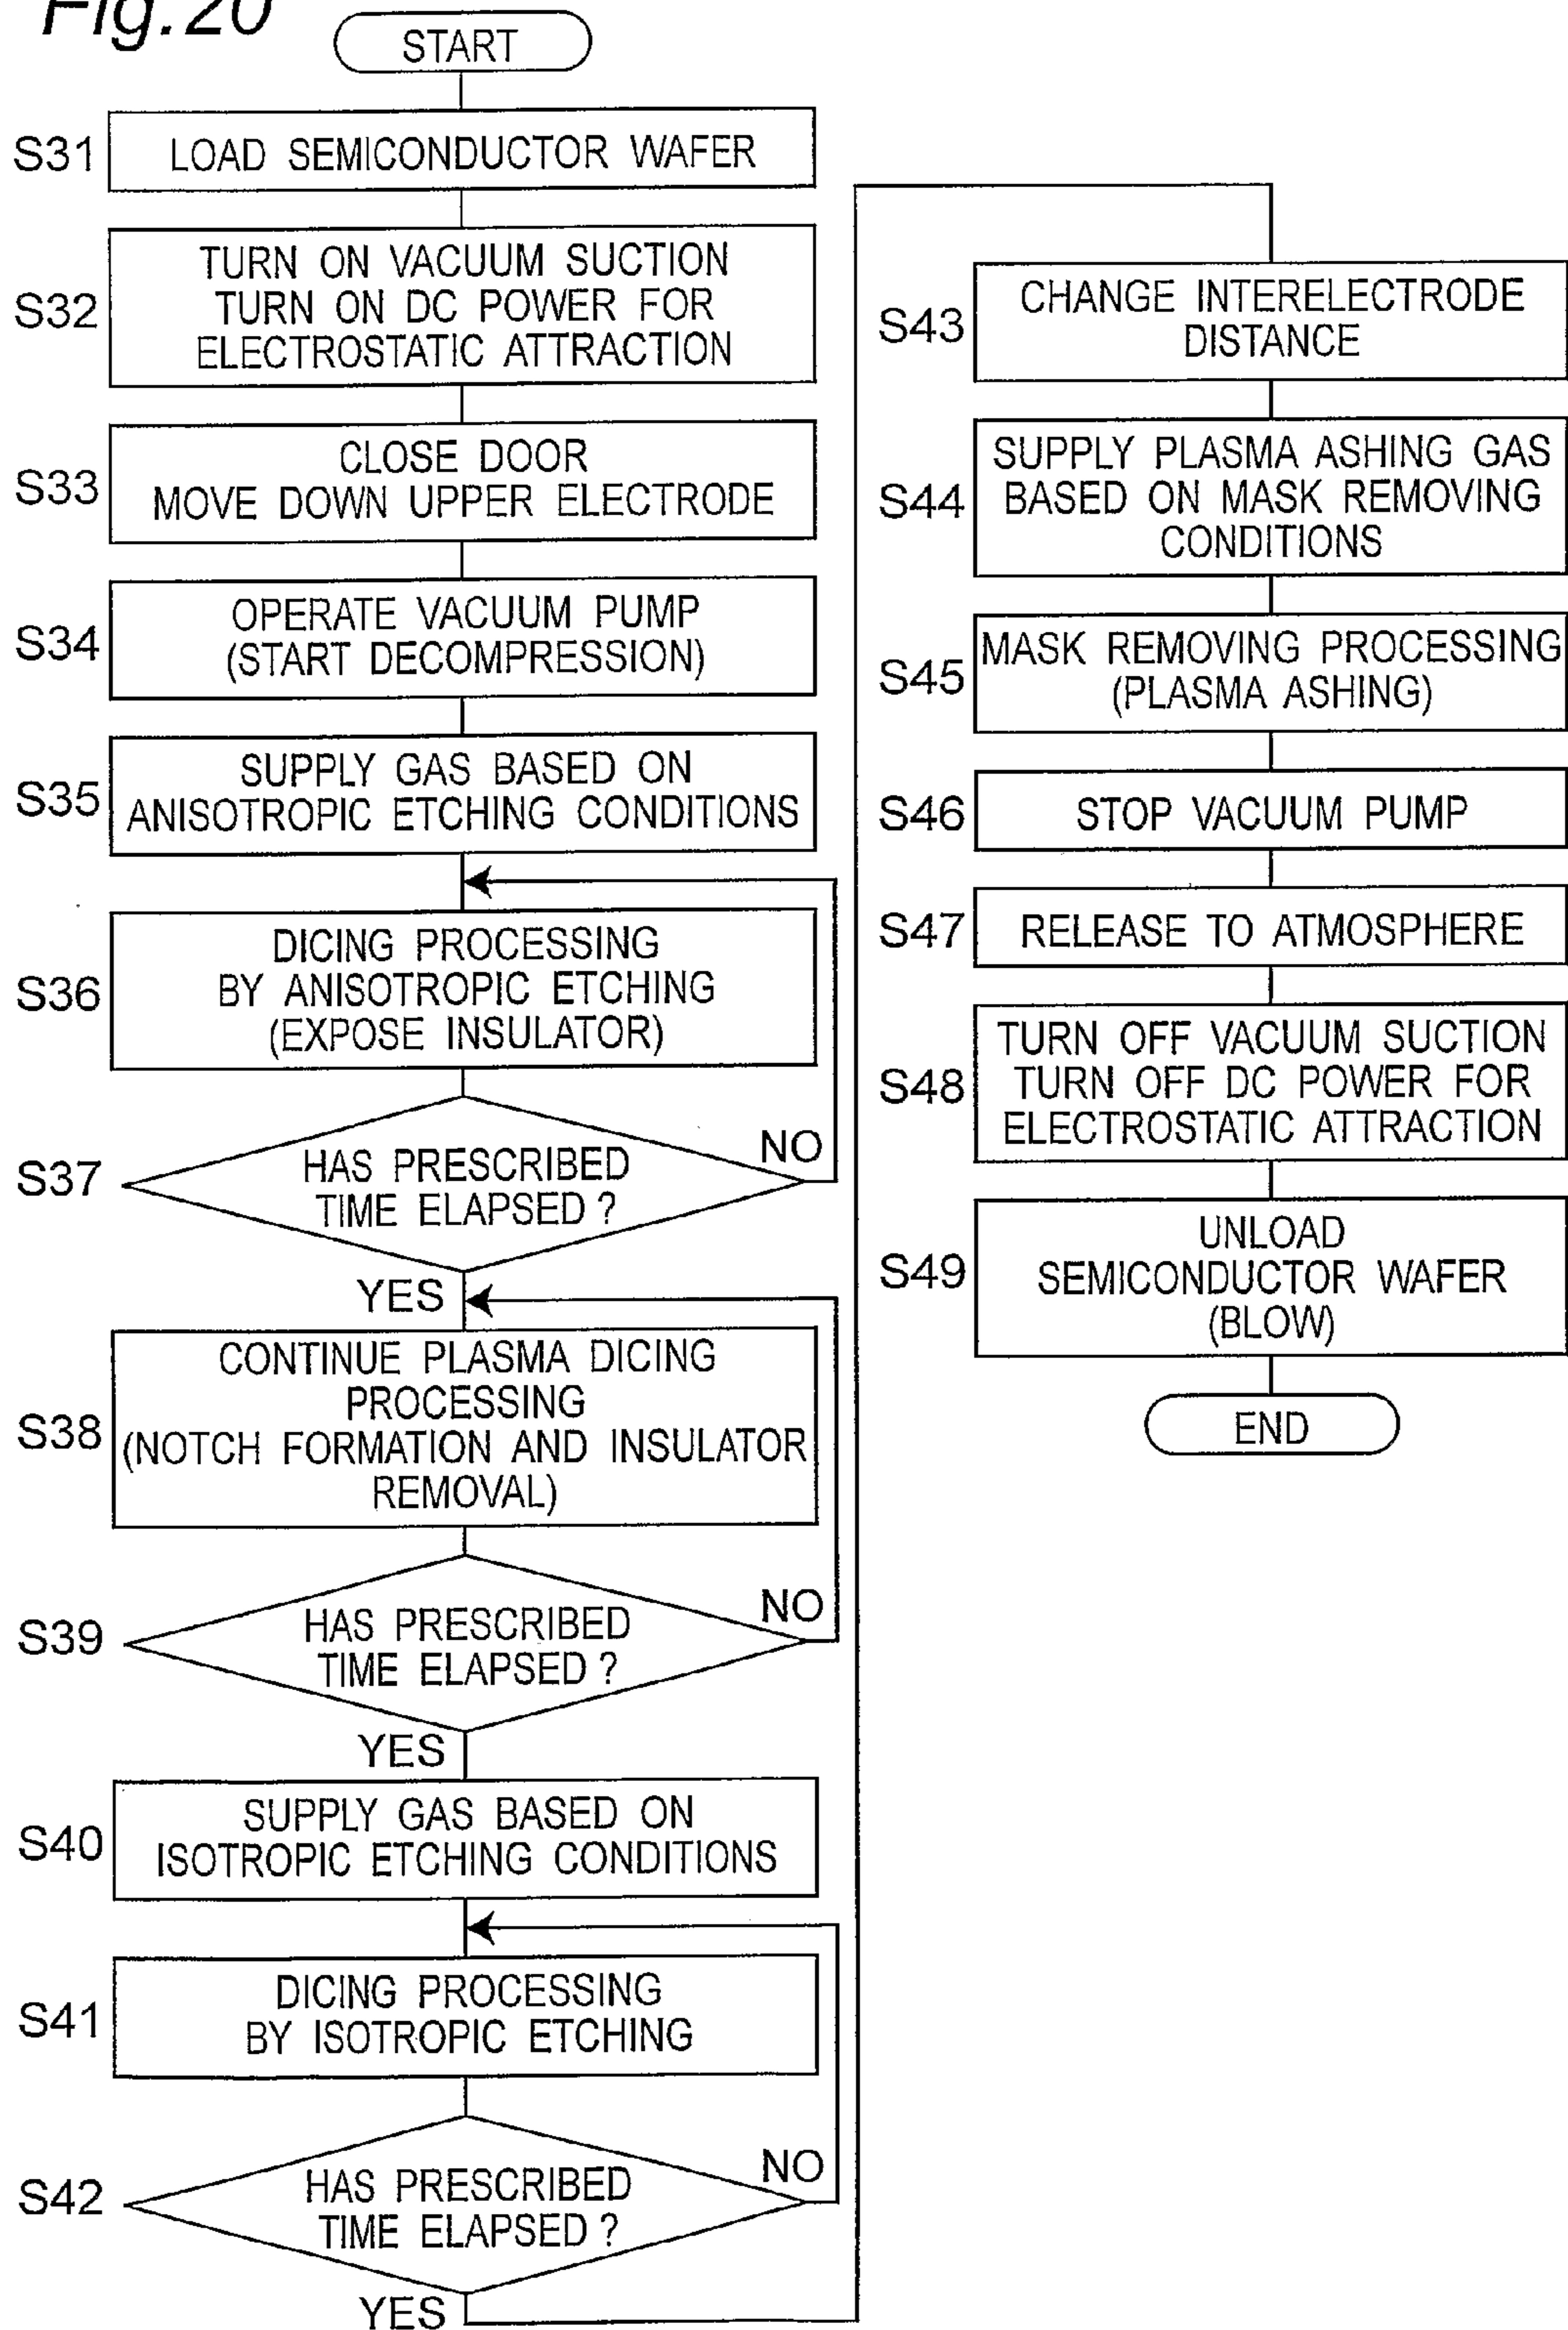 Fig.20
START
S31
LOAD SEMICONDUCTOR WAFER
S32
TURN ON VACUUM SUCTION
TURN ON DC POWER FOR
ELECTROSTATIC ATTRACTION
S33
CLOSE DOOR
MOVE DOWN UPPER ELECTRODE
S34
OPERATE VACUUM PUMP
(START DECOMPRESSION)
S35
SUPPLY GAS BASED ON
ANISOTROPIC ETCHING CONDITIONS
S36
DICING PROCESSING
BY ANISOTROPIC ETCHING
(EXPOSE INSULATOR)
S37
HAS PRESCRIBED
TIME ELAPSED ?
NO
YES
S38
CONTINUE PLASMA DICING
PROCESSING
(NOTCH FORMATION AND INSULATOR
REMOVAL)
S39
HAS PRESCRIBED
TIME ELAPSED ?
NO
YES
S40
SUPPLY GAS BASED ON
ISOTROPIC ETCHING CONDITIONS
S41
DICING PROCESSING
BY ISOTROPIC ETCHING
S42
HAS PRESCRIBED
TIME ELAPSED ?
NO
YES
S43
CHANGE INTERELECTRODE
DISTANCE
S44
SUPPLY PLASMA ASHING GAS
BASED ON MASK REMOVING
CONDITIONS
S45
MASK REMOVING PROCESSING
(PLASMA ASHING)
S46
STOP VACUUM PUMP
S47
RELEASE TO ATMOSPHERE
S48
TURN OFF VACUUM SUCTION
TURN OFF DC POWER FOR
ELECTROSTATIC ATTRACTION
S49
UNLOAD
SEMICONDUCTOR WAFER
(BLOW)
END